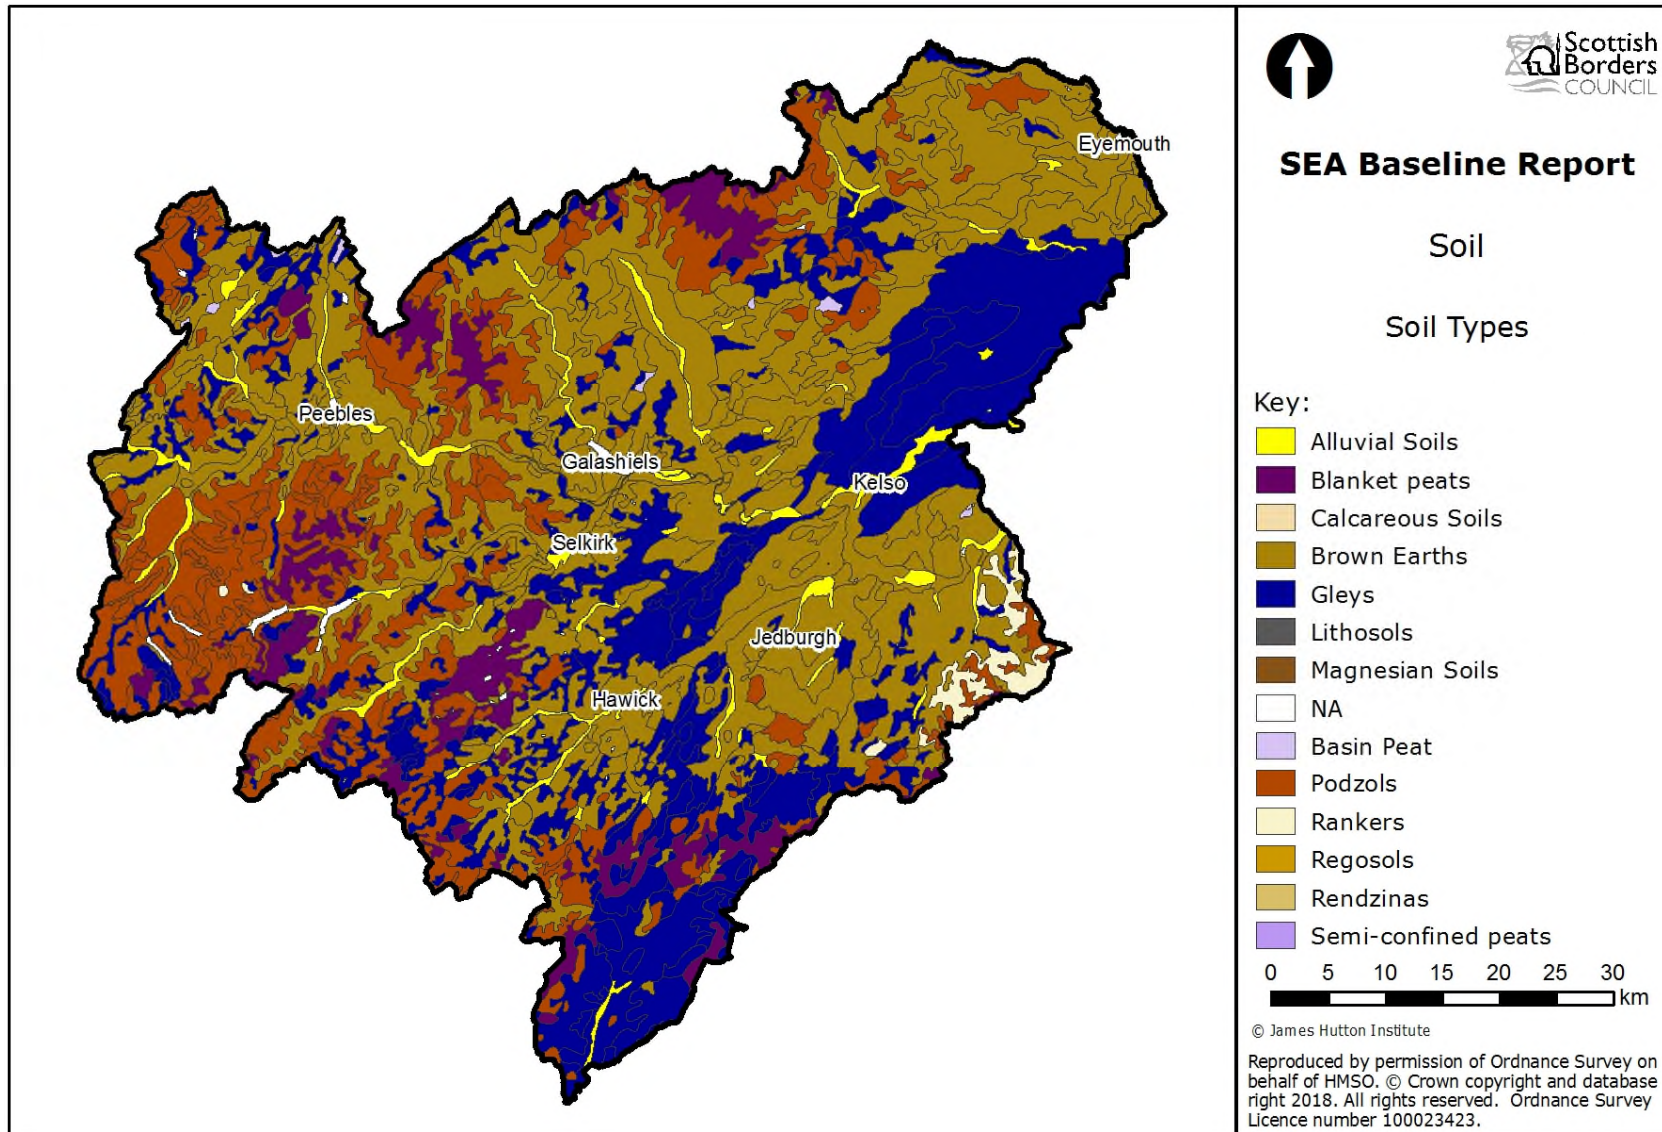 Eyemouth
Peebles
Galashiels
Kelso
Selkirk
Jedburgh
Hawick
Scottish
Borders
COUNCIL
SEA Baseline Report
Soil
Soil Types
Key:
Alluvial Soils
Blanket peats
Calcareous Soils
Brown Earths
Gleys
Lithosols
Magnesian Soils
NA
Basin Peat
Podzols
Rankers
Regosols
Rendzinas
Semi-confined peats
0 5 10 15 20 25 30
km
© James Hutton Institute
Reproduced by permission of Ordnance Survey on
behalf of HMSO. © Crown copyright and database
right 2018. All rights reserved. Ordnance Survey
Licence number 100023423.